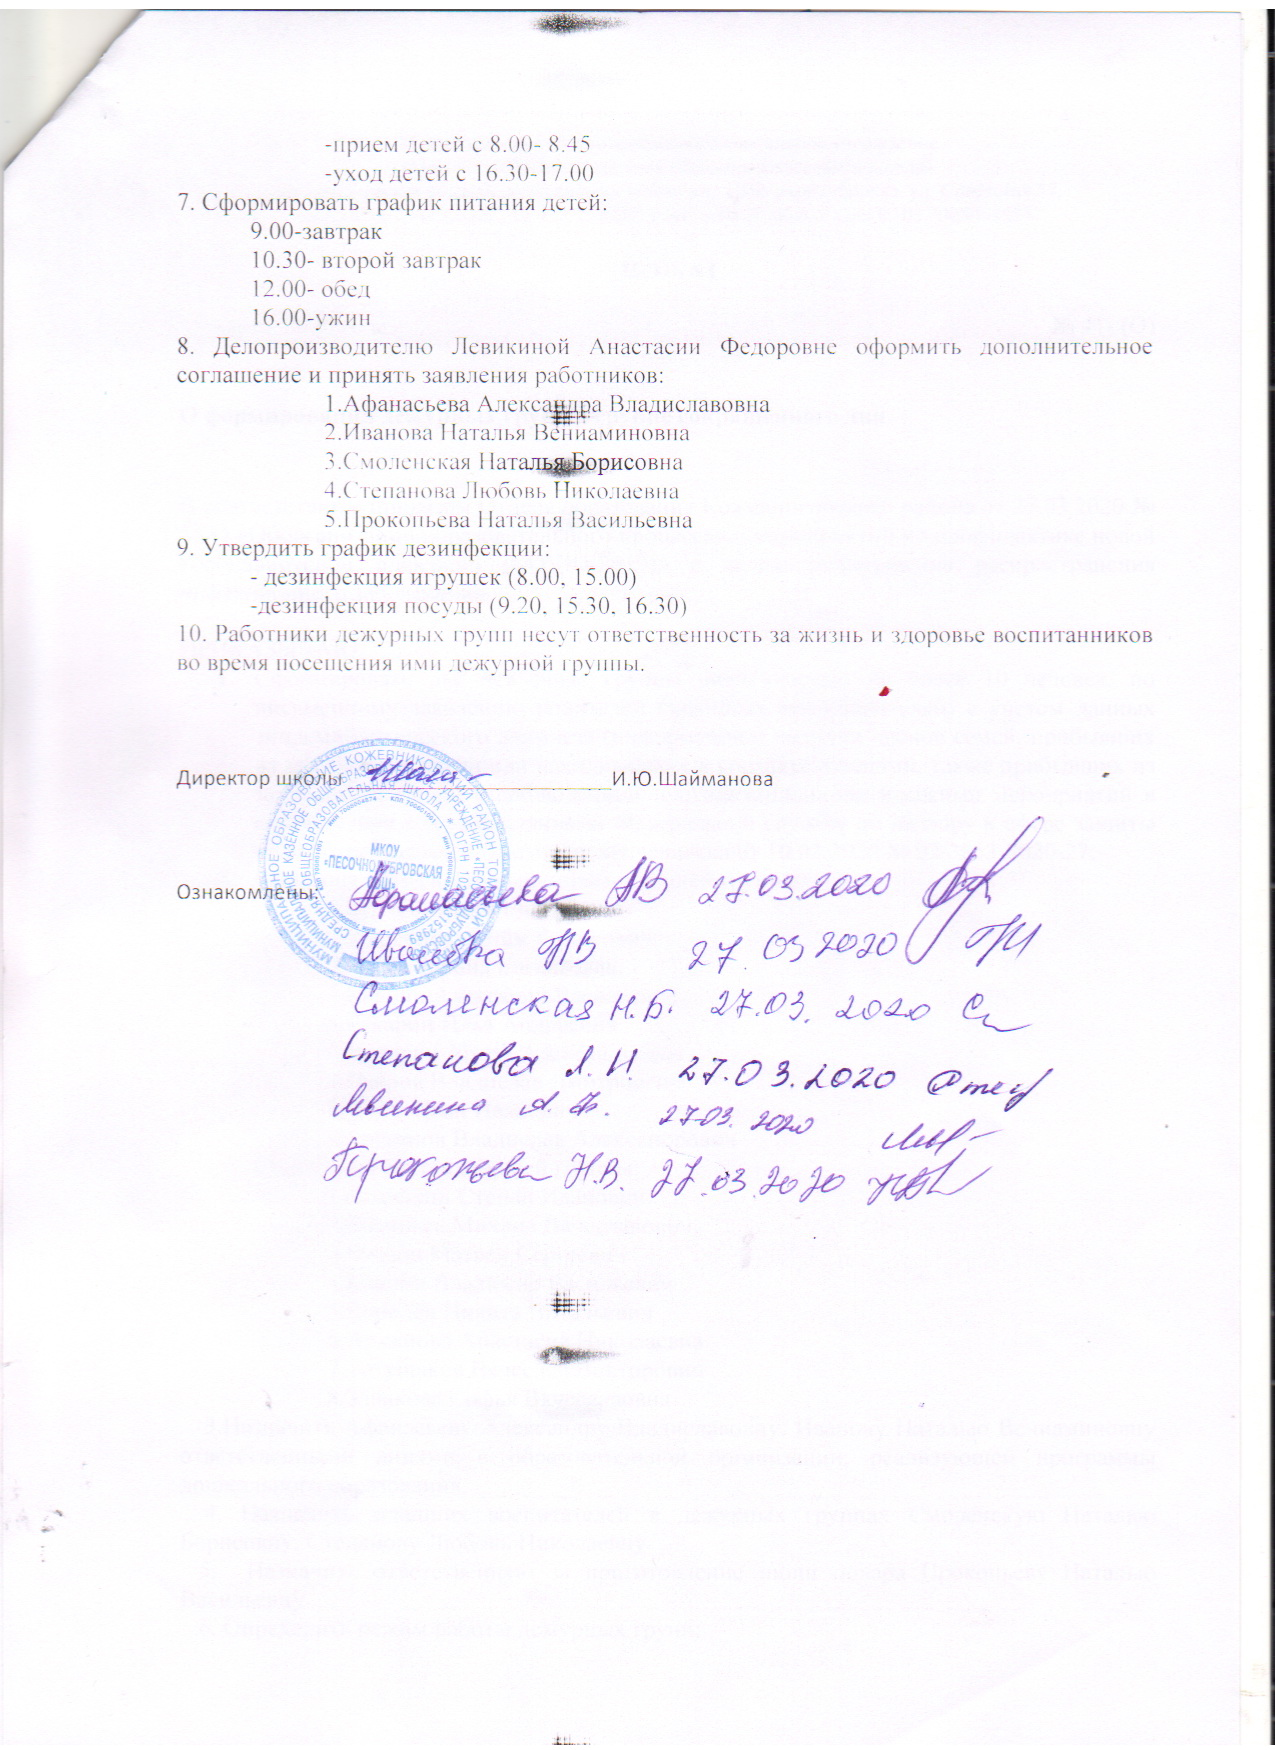 -прием детей с 8.00- 8.45
-уход детей с 16.30-17.00
7. Сформировать график питания детей:
9.00-завтрак
10.30- второй завтрак
12.00- обед
16.00-ужин
8. Делопроизводителю Левикиной Анастасии Федоровне оформить дополнительное
соглашение и принять заявления работников:
1.Афанасьева Александра Владиславовна
2.Иванова Наталья Вениаминовна
3.Смоленская Наталья Борисовна
4.Степанова Любовь Николаевна
5.Прокопьева Наталья Васильевна
9. Утвердить график дезинфекции:
- дезинфекция игрушек (8.00, 15.00)
-дезинфекция посуды (9.20, 15.30, 16.30)
10. Работники дежурных групп несут ответственность за жизнь и здоровье воспитанников
во время посещения ими дежурной группы.
Директор школы И.Ю.Шайманова
МКОУ
«ПЕСОЧНОДУБРОВСКАЯ
СОШ»
Ознакомлены:
Афанасьева АВ 27.03.2020
Иванова НВ 27.03 2020
Смоленская Н.Б. 27.03. 2020
Степанова Л.Н. 27.03.2020
Левикина А.Ф. 27.03. 2020
Прокопьева Н.В. 27.03.2020